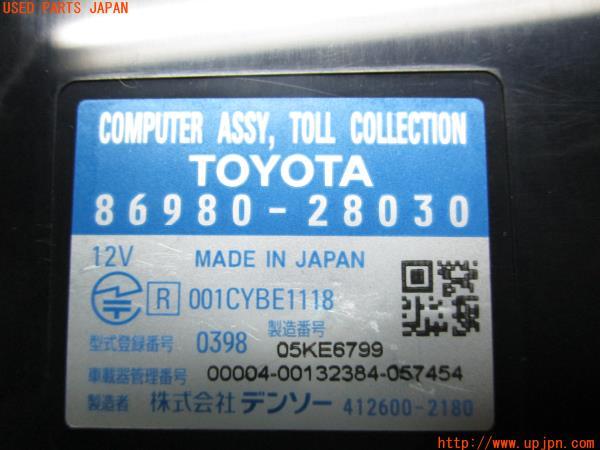 USED PARTS JAPAN
COMPUTER ASSY, TOLL COLLECTION
TOYOTA
86980-28030
12V MADE IN JAPAN
R 001CYBE1118
型式登録番号 0398 製造番号 05KE6799
車載器管理番号 00004-00132384-057454
製造者 株式会社デンソー 412600-2180
http://www.upjpn.com/